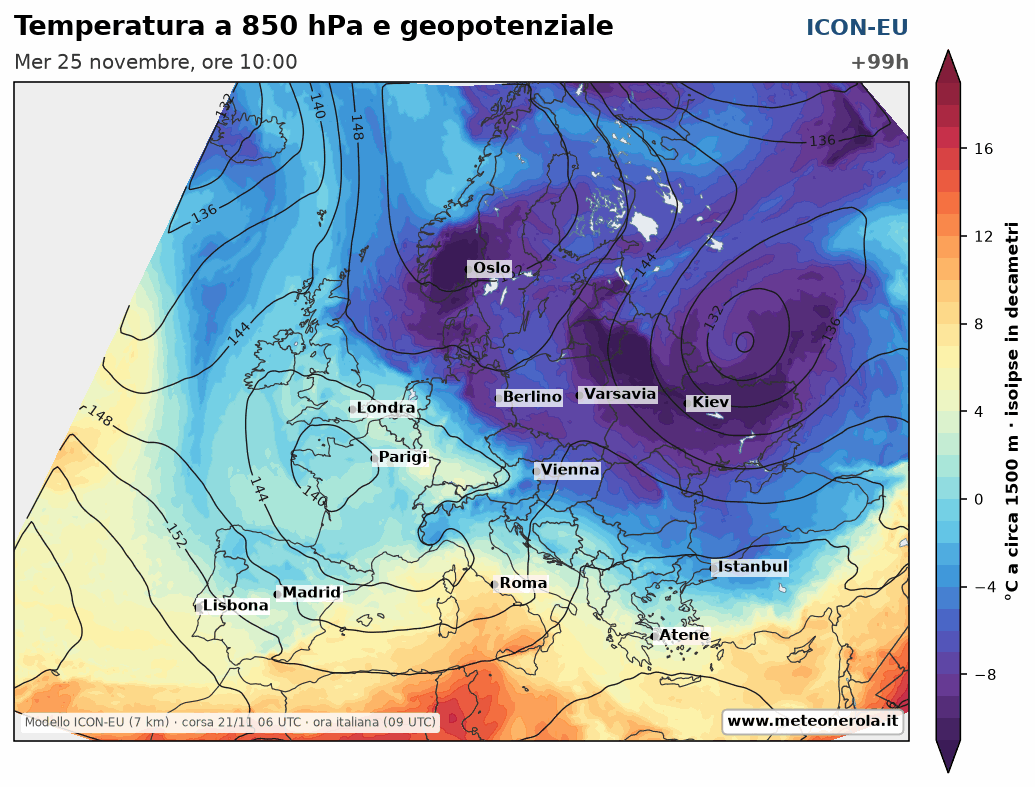 Temperatura a 850 hPa e geopotenziale
ICON-EU
Mer 25 novembre, ore 10:00
+99h
132
140
148
136
136
144
144
132
136
Oslo
148
Londra
Berlino
Varsavia
Kiev
Parigi
Vienna
144
140
152
Roma
Istanbul
Madrid
Lisbona
Atene
Modello ICON-EU (7 km) · corsa 21/11 06 UTC · ora italiana (09 UTC)
www.meteonerola.it
16
12
8
4
0
−4
−8
°C a circa 1500 m · isoipse in decametri